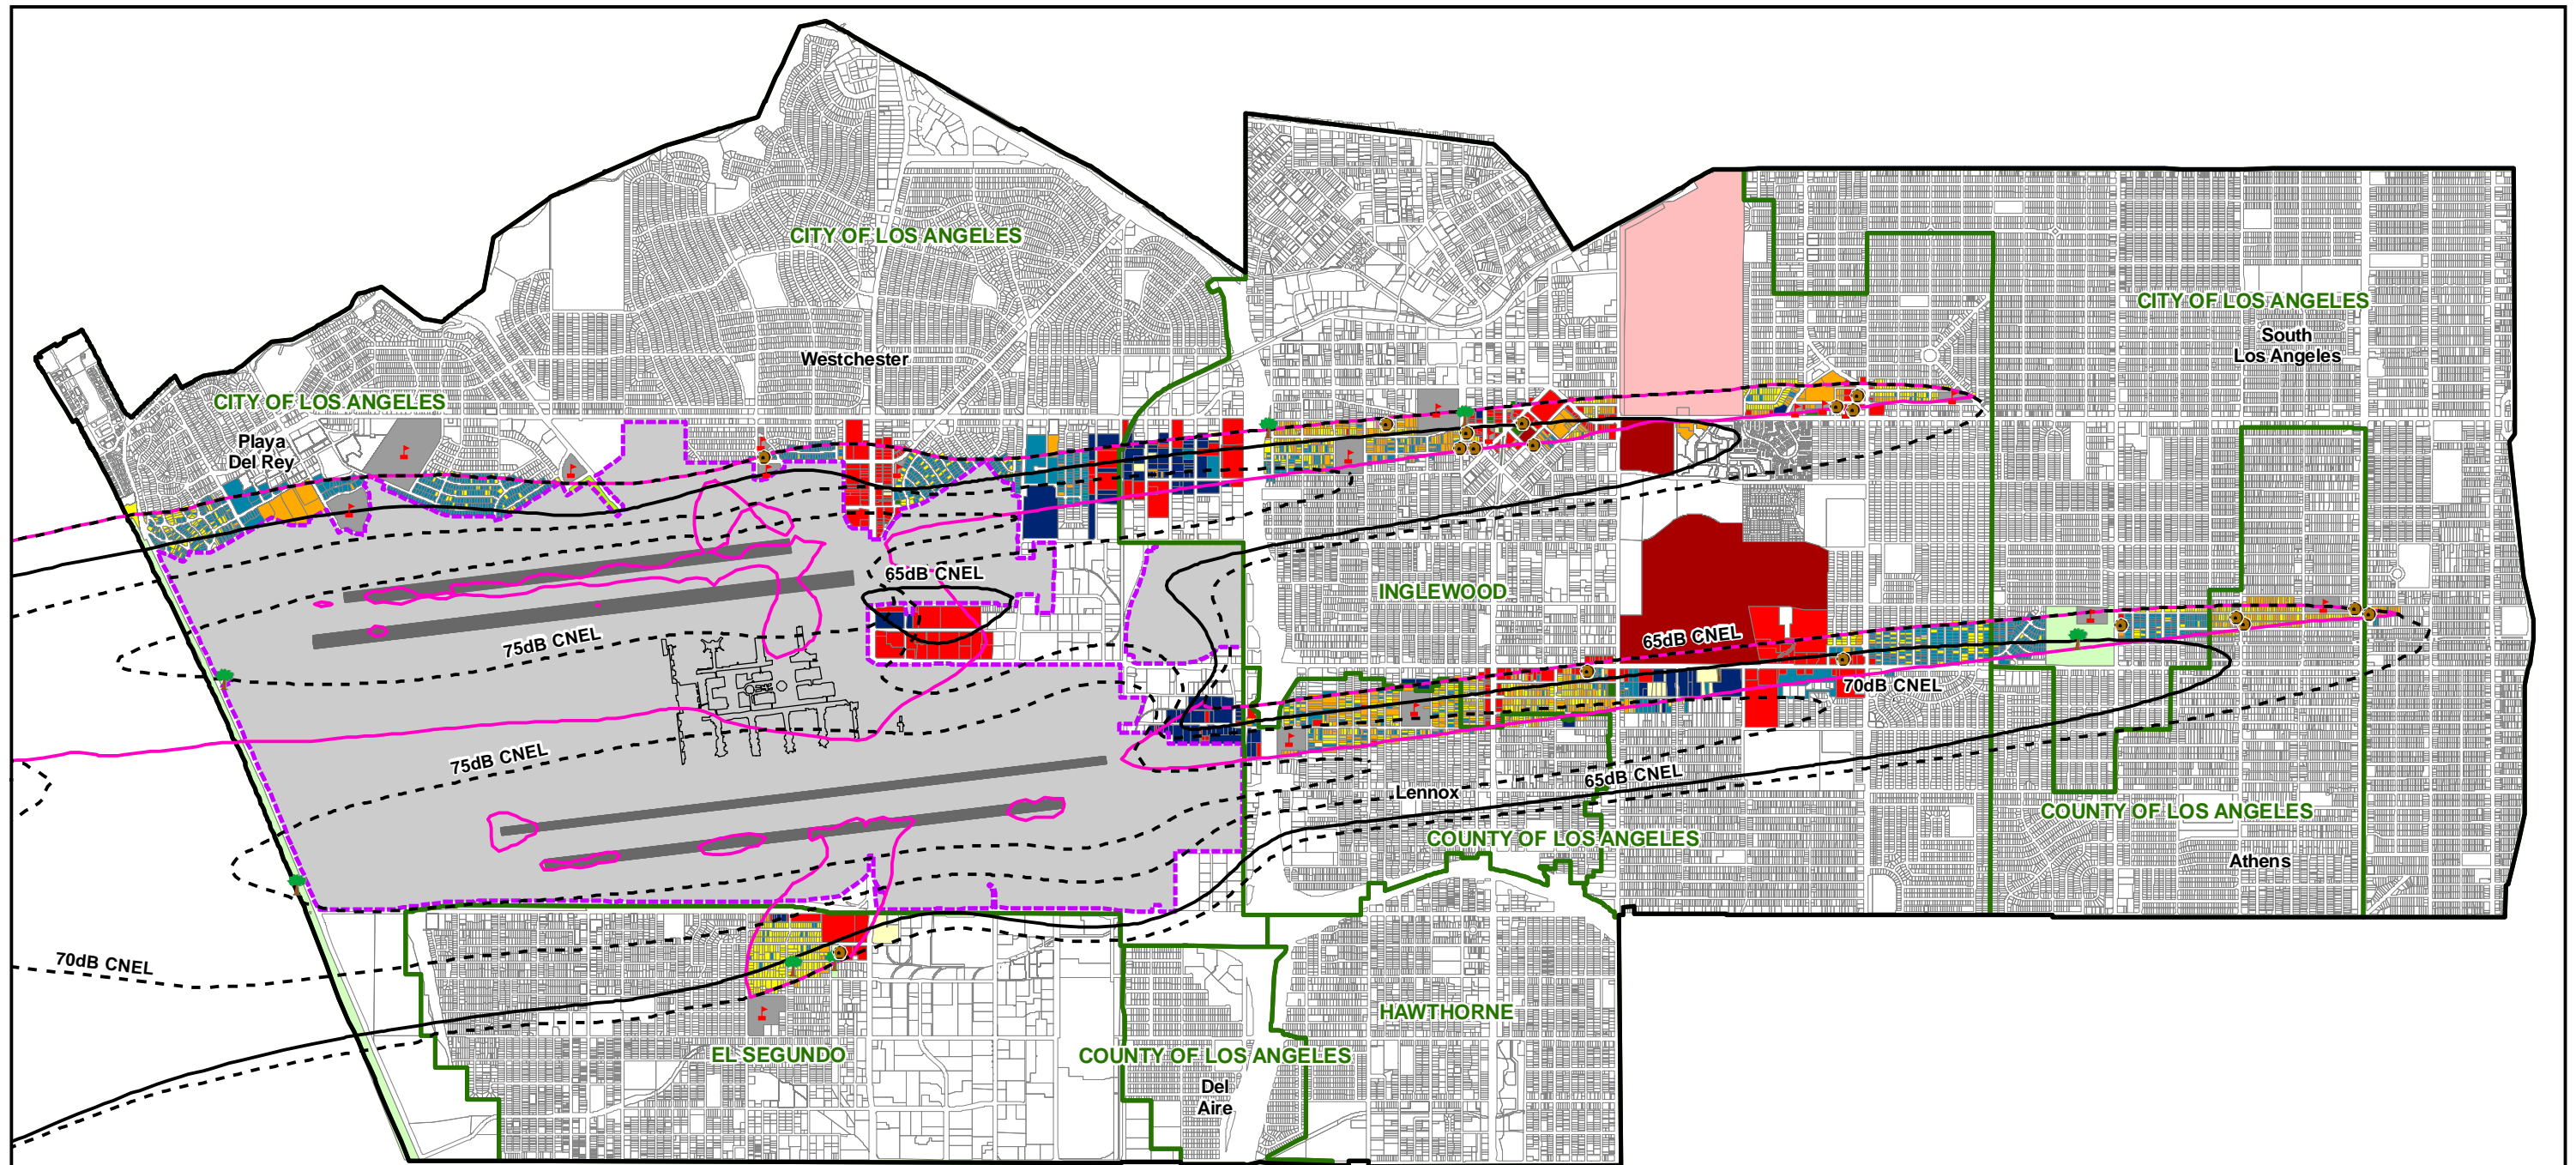 CITY OF LOS ANGELES
CITY OF LOS ANGELES
South
Los Angeles
Westchester
CITY OF LOS ANGELES
Playa
Del Rey
65dB CNEL
INGLEWOOD
75dB CNEL
65dB CNEL
70dB CNEL
75dB CNEL
65dB CNEL
Lennox
COUNTY OF LOS ANGELES
COUNTY OF LOS ANGELES
Athens
70dB CNEL
HAWTHORNE
EL SEGUNDO
COUNTY OF LOS ANGELES
Del
Aire